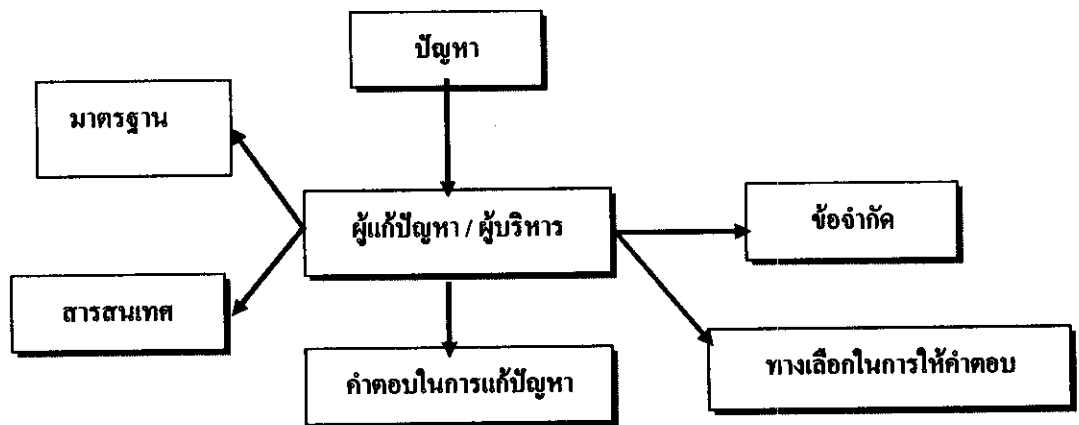 ปัญหา
มาตรฐาน
ผู้แก้ปัญหา / ผู้บริหาร
ข้อจำกัด
สารสนเทศ
คำตอบในการแก้ปัญหา
ทางเลือกในการให้คำตอบ